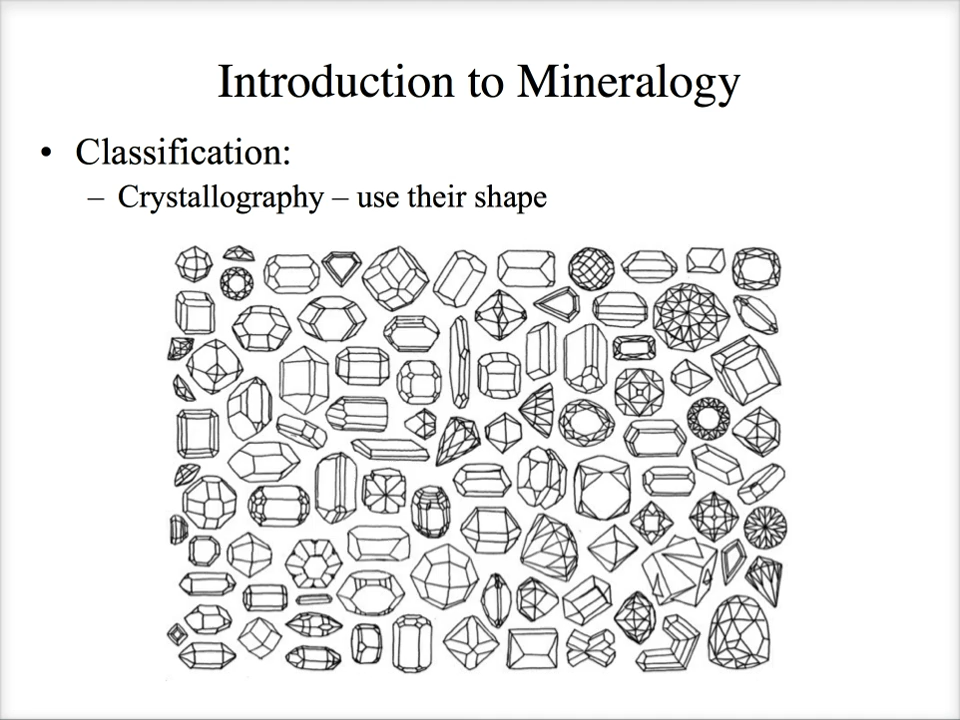 Introduction to Mineralogy
• Classification:
– Crystallography – use their shape